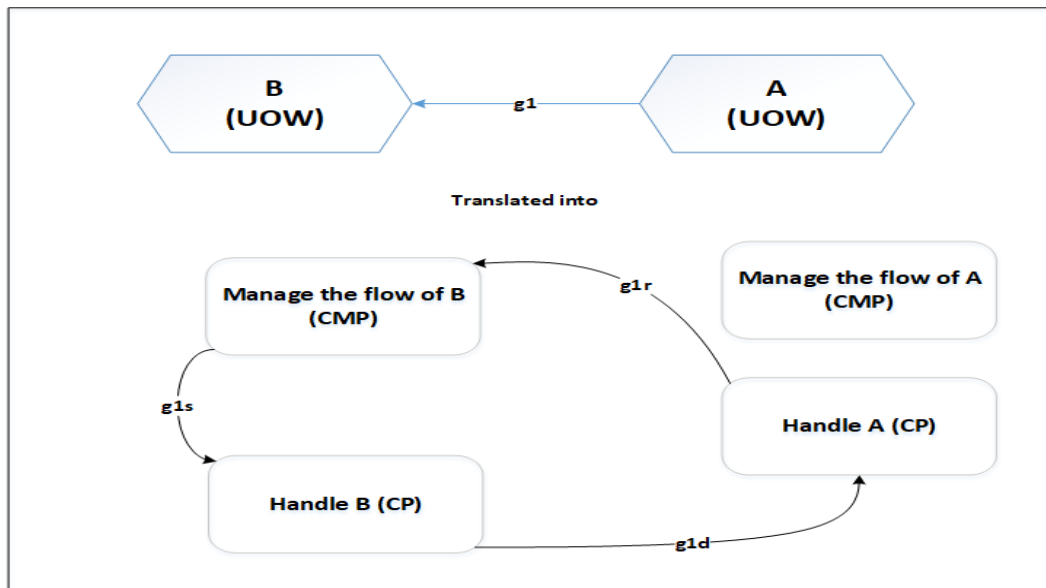 B
(UOW)
g1
A
(UOW)
Translated into
Manage the flow of B
(CMP)
g1r
Manage the flow of A
(CMP)
g1s
Handle A (CP)
Handle B (CP)
g1d